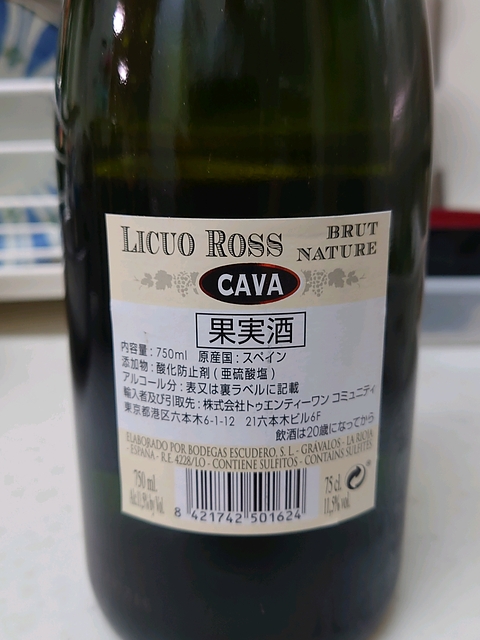 LICUO ROSS
BRUT
NATURE
CAVA
果実酒
内容量：750ml 原産国：スペイン
添加物：酸化防止剤（亜硫酸塩）
アルコール分：表又は裏ラベルに記載
輸入者及び引取先：株式会社トゥエンティーワン コミュニティ
東京都港区六本木6-1-12 21六本木ビル6F
飲酒は20歳になってから
ELABORADO POR BODEGAS ESCUDERO, S. L. - GRAVALOS - LA RIOJA
- ESPAÑA - R.E. 4228/LO - CONTIENE SULFITOS - CONTAINS SULFITES.
750 ml.
Alc.11,5% by Vol.
75 cl.
11,5% vol.
8 421742 501624